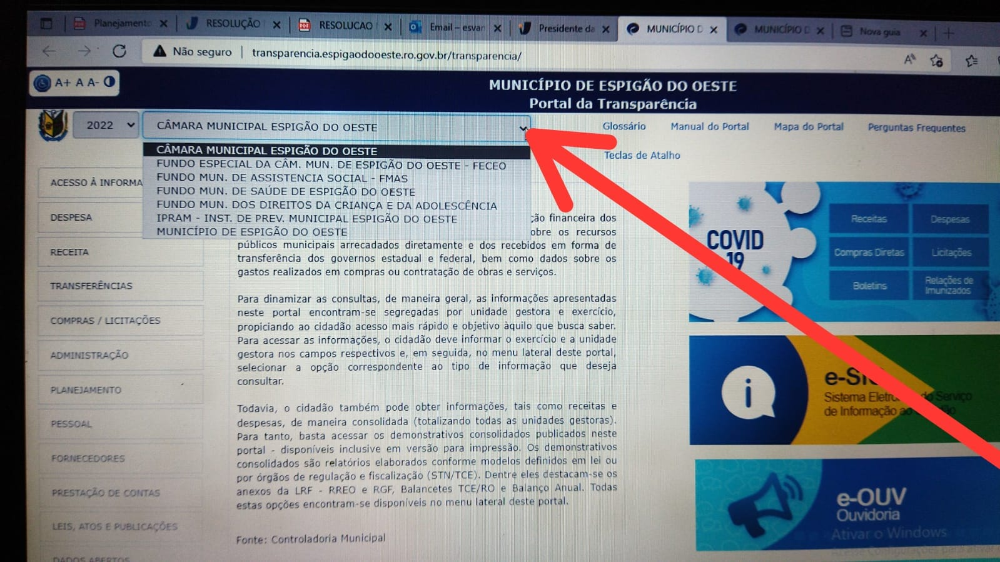 Planejamento
RESOLUÇÃO
RESOLUCAO
Email – esvan
Presidente da
MUNICÍPIO D
MUNICÍPIO D
Nova guia
Não seguro
transparencia.espigaodooeste.ro.gov.br/transparencia/
A+ A A-
MUNICÍPIO DE ESPIGÃO DO OESTE
Portal da Transparência
2022
CÂMARA MUNICIPAL ESPIGÃO DO OESTE
Glossário
Manual do Portal
Mapa do Portal
Perguntas Frequentes
Teclas de Atalho
CÂMARA MUNICIPAL ESPIGÃO DO OESTE
FUNDO ESPECIAL DA CÂM. MUN. DE ESPIGÃO DO OESTE - FECEO
FUNDO MUN. DE ASSISTENCIA SOCIAL - FMAS
FUNDO MUN. DE SAÚDE DE ESPIGÃO DO OESTE
FUNDO MUN. DOS DIREITOS DA CRIANÇA E DA ADOLESCÊNCIA
IPRAM - INST. DE PREV. MUNICIPAL ESPIGÃO DO OESTE
MUNICÍPIO DE ESPIGÃO DO OESTE
ACESSO À INFORMA
DESPESA
RECEITA
TRANSFERÊNCIAS
COMPRAS / LICITAÇÕES
ADMINISTRAÇÃO
PLANEJAMENTO
PESSOAL
FORNECEDORES
PRESTAÇÃO DE CONTAS
LEIS, ATOS E PUBLICAÇÕES
DADOS ABERTOS
ção financeira dos
obre os recursos
públicos municipais arrecadados diretamente e dos recebidos em forma de
transferência dos governos estadual e federal, bem como dados sobre os
gastos realizados em compras ou contratação de obras e serviços.
Para dinamizar as consultas, de maneira geral, as informações apresentadas
neste portal encontram-se segregadas por unidade gestora e exercício,
propiciando ao cidadão acesso mais rápido e objetivo àquilo que busca saber.
Para acessar as informações, o cidadão deve informar o exercício e a unidade
gestora nos campos respectivos e, em seguida, no menu lateral deste portal,
selecionar a opção correspondente ao tipo de informação que deseja
consultar.
Todavia, o cidadão também pode obter informações, tais como receitas e
despesas, de maneira consolidada (totalizando todas as unidades gestoras).
Para tanto, basta acessar os demonstrativos consolidados publicados neste
portal - disponíveis inclusive em versão para impressão. Os demonstrativos
consolidados são relatórios elaborados conforme modelos definidos em lei ou
por órgãos de regulação e fiscalização (STN/TCE). Dentre eles destacam-se os
anexos da LRF - RREO e RGF, Balancetes TCE/RO e Balanço Anual. Todas
estas opções encontram-se disponíveis no menu lateral deste portal.
Fonte: Controladoria Municipal
COVID
19
Receitas
Despesas
Compras Diretas
Licitações
Boletins
Relações de
Imunizados
e-SIC
Sistema Eletr do Serviço
de Informação ao
e-OUV
Ouvidoria
Ativar o Windows
Acesse Configurações para ativar